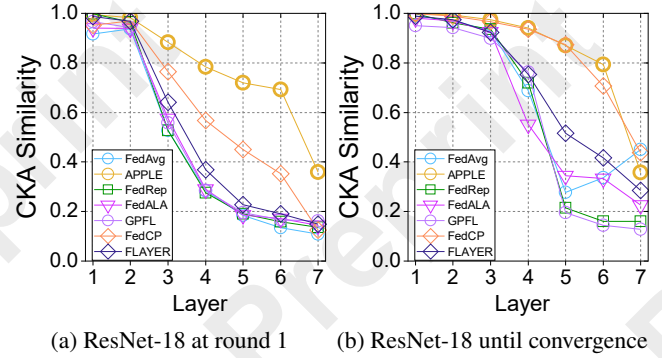 1.0
0.8
0.6
0.4
0.2
0.0
CKA Similarity
FedAvg
APPLE
FedRep
FedALA
GPFL
FedCP
FLAYER
1 2 3 4 5 6 7
Layer
1.0
0.8
0.6
0.4
0.2
0.0
CKA Similarity
FedAvg
APPLE
FedRep
FedALA
GPFL
FedCP
FLAYER
1 2 3 4 5 6 7
Layer
(a) ResNet-18 at round 1 (b) ResNet-18 until convergence
Preprint